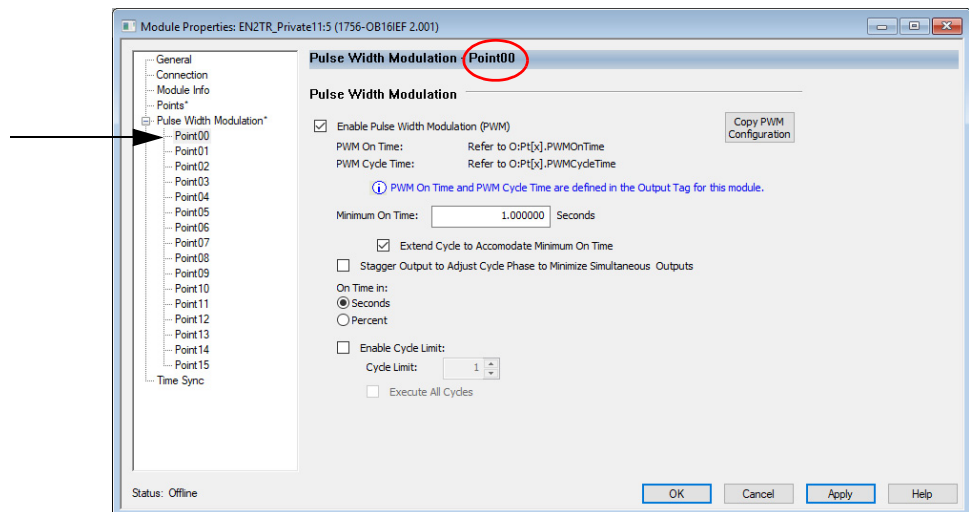 Module Properties: EN2TR_Private11:5 (1756-OB16IEF 2.001)
General
Connection
Module Info
Points*
Pulse Width Modulation*
Point00
Point01
Point02
Point03
Point04
Point05
Point06
Point07
Point08
Point09
Point10
Point11
Point12
Point13
Point14
Point15
Time Sync
Pulse Width Modulation - Point00
Pulse Width Modulation
Enable Pulse Width Modulation (PWM)
Copy PWM
Configuration
PWM On Time: Refer to O:Pt[x].PWMOnTime
PWM Cycle Time: Refer to O:Pt[x].PWMCycleTime
PWM On Time and PWM Cycle Time are defined in the Output Tag for this module.
Minimum On Time: 1.000000 Seconds
Extend Cycle to Accomodate Minimum On Time
Stagger Output to Adjust Cycle Phase to Minimize Simultaneous Outputs
On Time in:
Seconds
Percent
Enable Cycle Limit:
Cycle Limit: 1
Execute All Cycles
Status: Offline
OK Cancel Apply Help